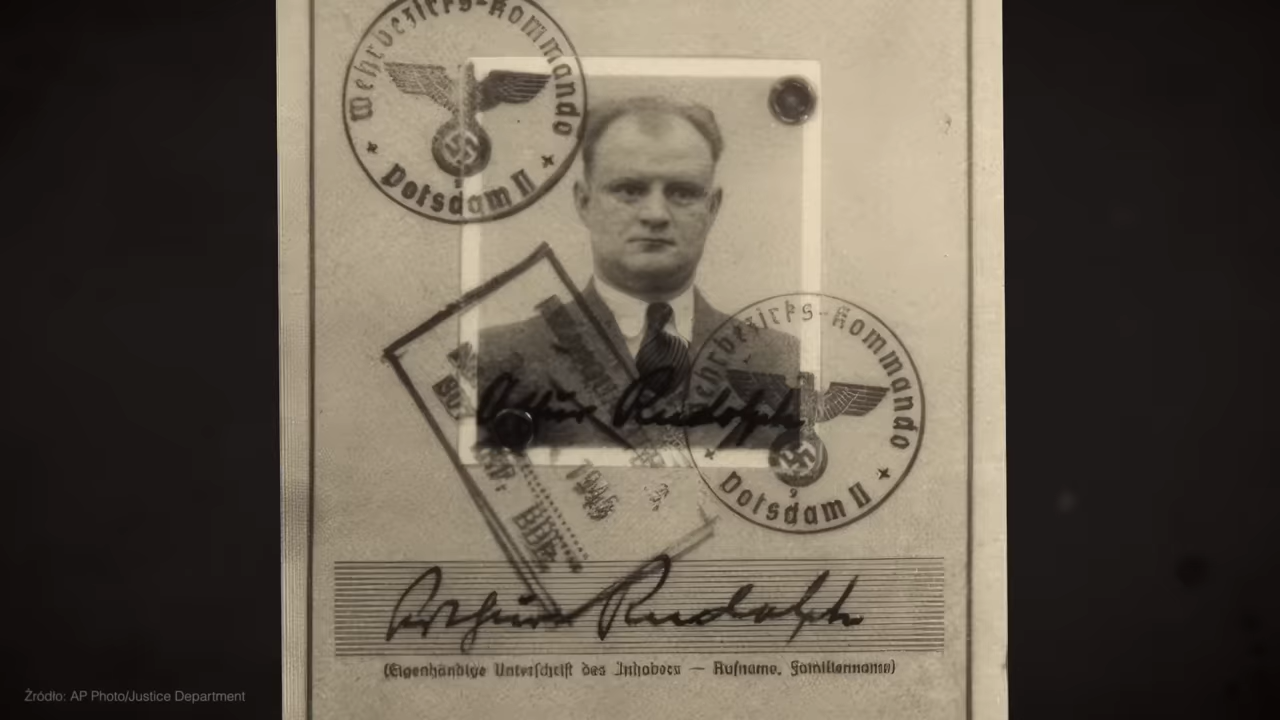 Wehrbezirks-Kommando
Potsdam II
Arthur Rudolph
Wehrbezirks-Kommando
Potsdam II
Arthur Rudolph
(Eigenhändige Unterschrift des Inhabers — Rufname, Familienname)
Źródło: AP Photo/Justice Department